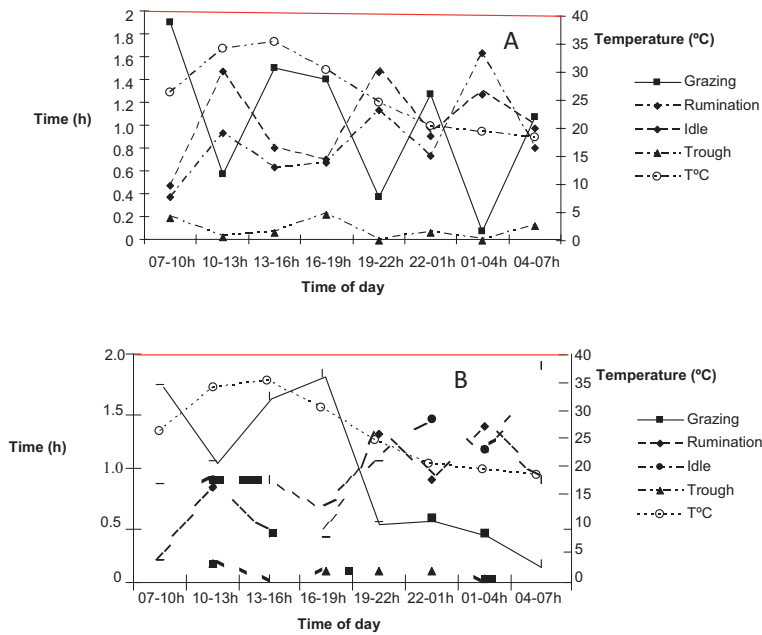 2
1.8
1.6
1.4
1.2
1.0
0.8
0.6
0.4
0.2
0
Time (h)
A
40
35
30
25
20
15
10
5
0
Temperature (ºC)
Grazing
Rumination
Idle
Trough
TºC
07-10h 10-13h 13-16h 16-19h 19-22h 22-01h 01-04h 04-07h
Time of day
2.0
1.5
1.0
0.5
0
Time (h)
B
40
35
30
25
20
15
10
5
0
Temperature (ºC)
Grazing
Rumination
Idle
Trough
TºC
07-10h 10-13h 13-16h 16-19h 19-22h 22-01h 01-04h 04-07h
Time of day